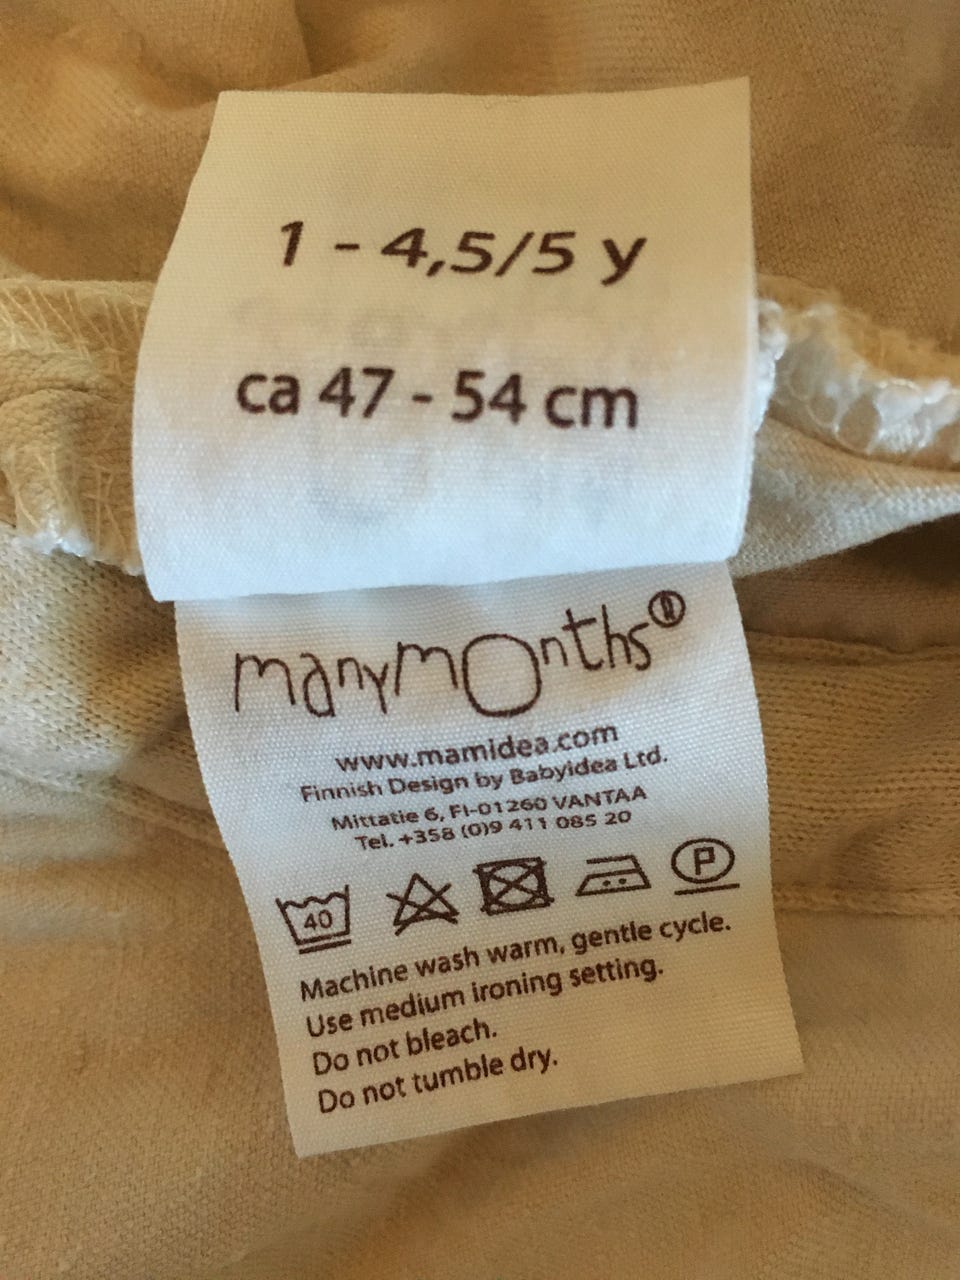 1 - 4,5/5 y
ca 47 - 54 cm
manymonths®
www.mamidea.com
Finnish Design by Babyidea Ltd.
Mittatie 6, FI-01260 VANTAA
Tel. +358 (0)9 411 085 20
40
P
Machine wash warm, gentle cycle.
Use medium ironing setting.
Do not bleach.
Do not tumble dry.